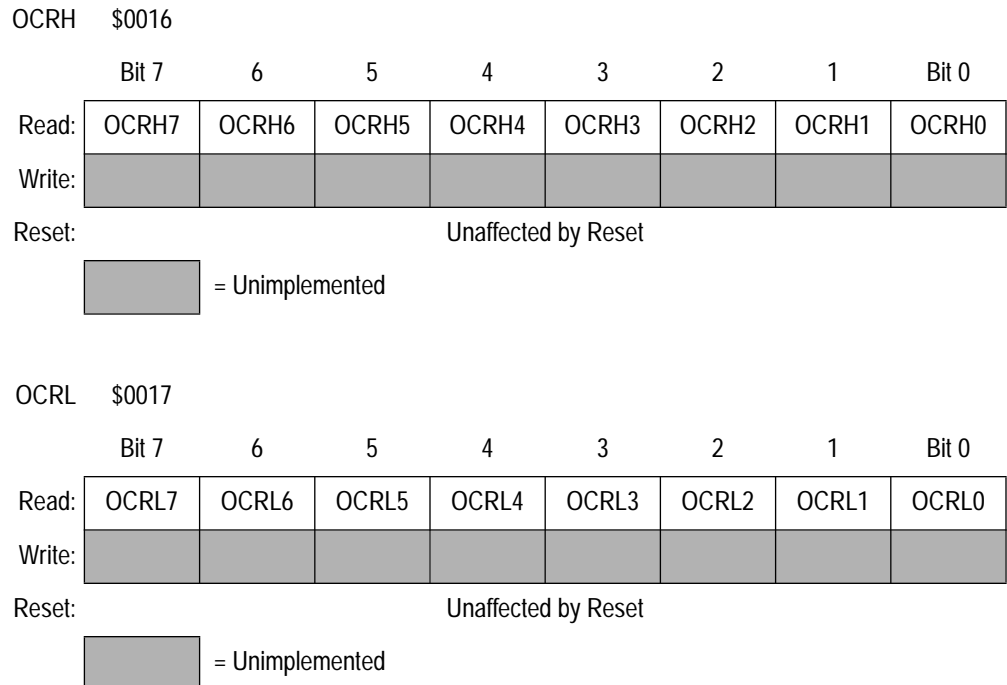 OCRH $0016
Bit 7 6 5 4 3 2 1 Bit 0
Read: OCRH7 OCRH6 OCRH5 OCRH4 OCRH3 OCRH2 OCRH1 OCRH0
Write:
Reset: Unaffected by Reset
= Unimplemented
OCRL $0017
Bit 7 6 5 4 3 2 1 Bit 0
Read: OCRL7 OCRL6 OCRL5 OCRL4 OCRL3 OCRL2 OCRL1 OCRL0
Write:
Reset: Unaffected by Reset
= Unimplemented